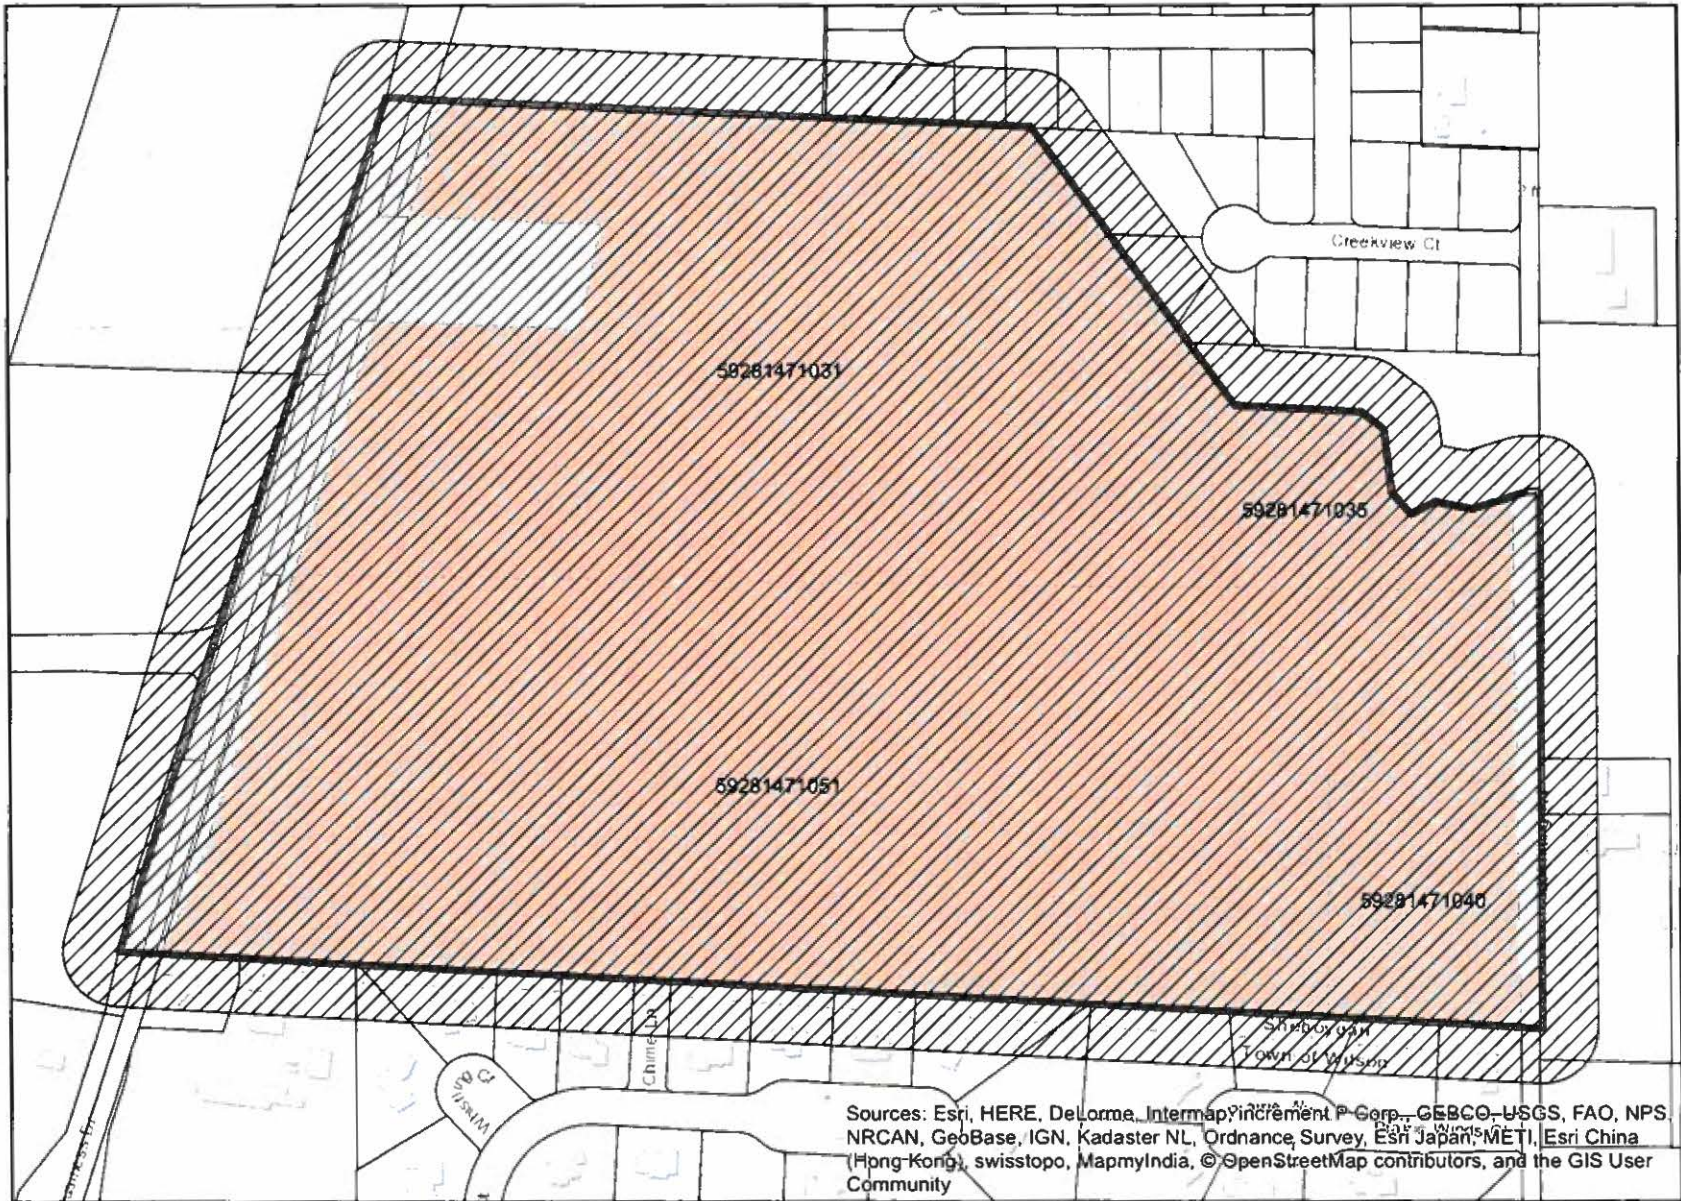 Creekview Ct
59281471031
59281471035
59281471051
59281471040
Sheboygan
Town of Wilson
Chime Ln
Ct
Sources: Esri, HERE, DeLorme, Intermap, increment P Corp., GEBCO, USGS, FAO, NPS,
NRCAN, GeoBase, IGN, Kadaster NL, Ordnance Survey, Esri Japan, METI, Esri China
(Hong Kong), swisstopo, MapmyIndia, © OpenStreetMap contributors, and the GIS User
Community